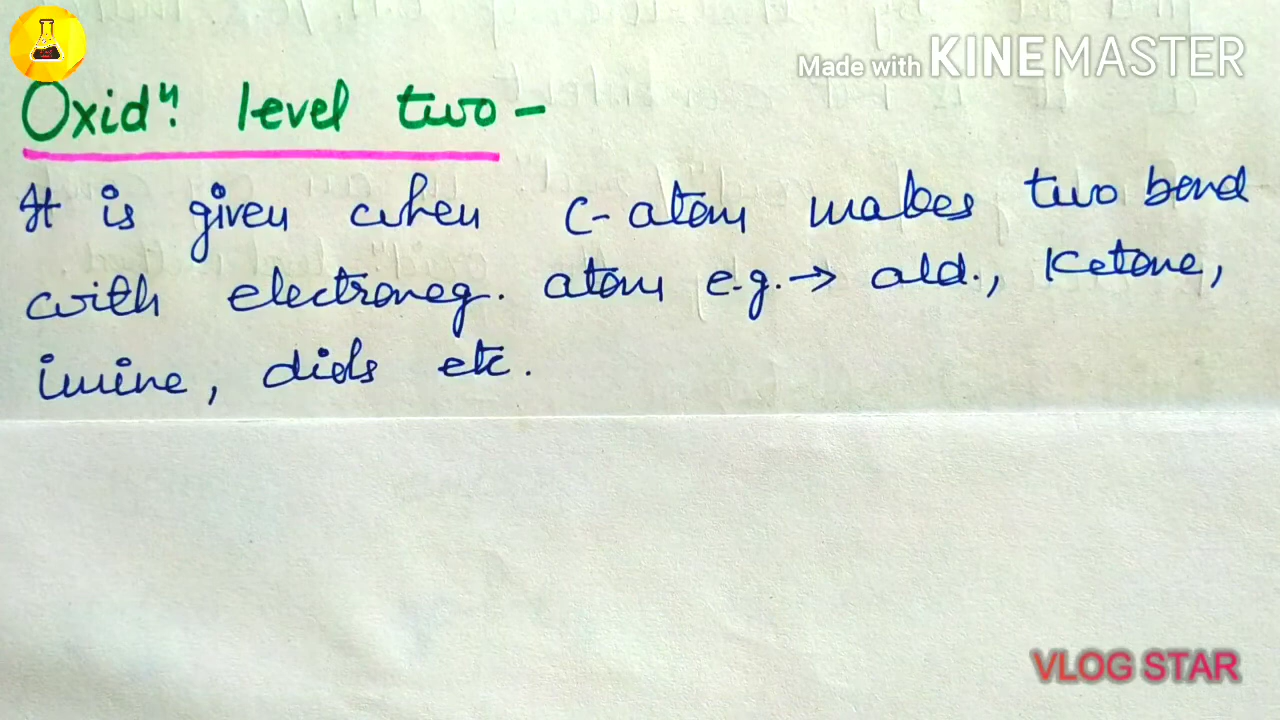 Made with KINEMASTER
Oxidⁿ. level two -
It is given when C-atom makes two bond
with electroneg. atom e.g. → ald., Ketone,
imine, diols etc.
VLOG STAR